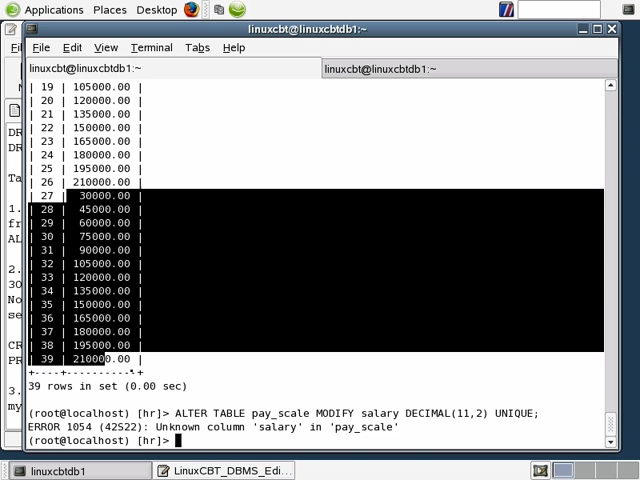 Applications Places Desktop
linuxcbt@linuxcbtdb1:~
File Edit View Terminal Tabs Help
linuxcbt@linuxcbtdb1:~ linuxcbt@linuxcbtdb1:~
| 19 | 105000.00 |
| 20 | 120000.00 |
| 21 | 135000.00 |
| 22 | 150000.00 |
| 23 | 165000.00 |
| 24 | 180000.00 |
| 25 | 195000.00 |
| 26 | 210000.00 |
| 27 | 30000.00 |
| 28 | 45000.00 |
| 29 | 60000.00 |
| 30 | 75000.00 |
| 31 | 90000.00 |
| 32 | 105000.00 |
| 33 | 120000.00 |
| 34 | 135000.00 |
| 35 | 150000.00 |
| 36 | 165000.00 |
| 37 | 180000.00 |
| 38 | 195000.00 |
| 39 | 210000.00 |
+----+-----------+
39 rows in set (0.00 sec)
(root@localhost) [hr]> ALTER TABLE pay_scale MODIFY salary DECIMAL(11,2) UNIQUE;
ERROR 1054 (42S22): Unknown column 'salary' in 'pay_scale'
(root@localhost) [hr]>
linuxcbtdb1 LinuxCBT_DBMS_Edi...